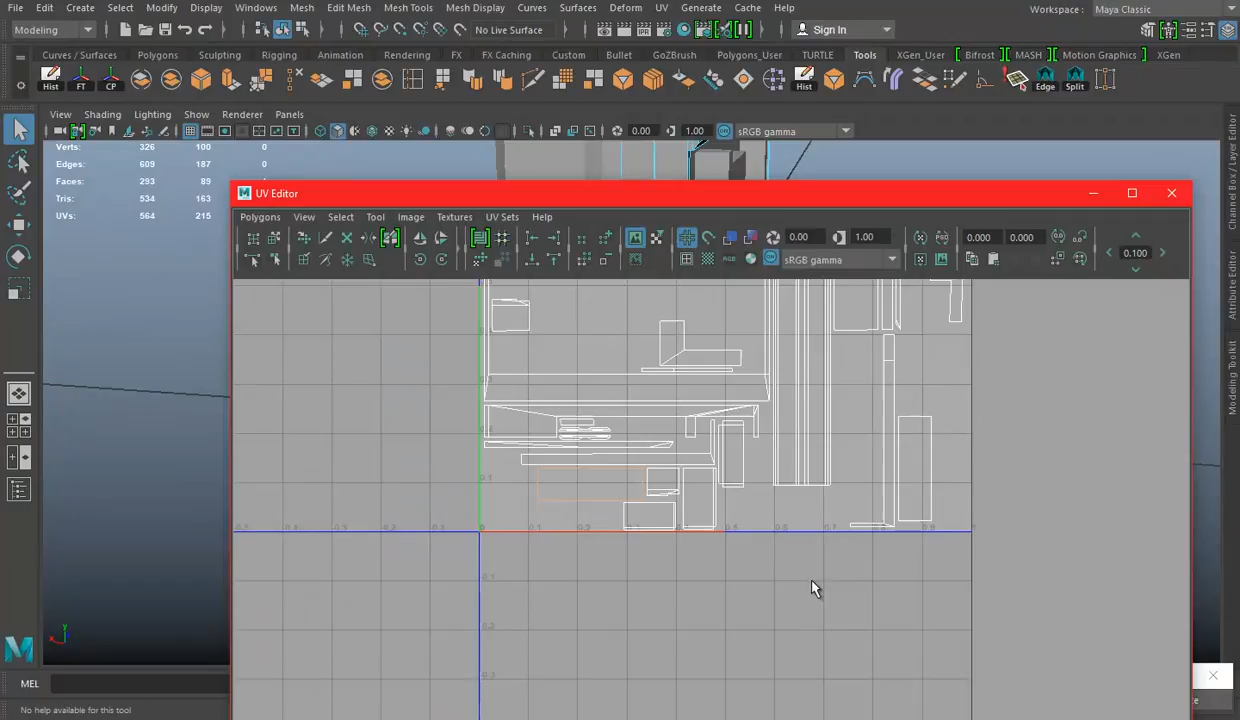 File Edit Create Select Modify Display Windows Mesh Edit Mesh Mesh Tools Mesh Display Curves Surfaces Deform UV Generate Cache Help Workspace : Maya Classic
Modeling No Live Surface Sign In
Curves / Surfaces Polygons Sculpting Rigging Animation Rendering FX FX Caching Custom Bullet GoZBrush Polygons_User TURTLE Tools XGen_User Bifrost MASH Motion Graphics XGen
Hist FT CP Hist Edge Split
View Shading Lighting Show Renderer Panels
0.00 1.00 sRGB gamma
Verts: 326 100 0
Edges: 609 187 0
Faces: 293 89 0
Tris: 534 163 0
UVs: 564 215 0
UV Editor
Polygons View Select Tool Image Textures UV Sets Help
0.00 1.00 0.000 0.000
sRGB gamma 0.100
Channel Box / Layer Editor
Attribute Editor
Modeling Toolkit
MEL
No help available for this tool